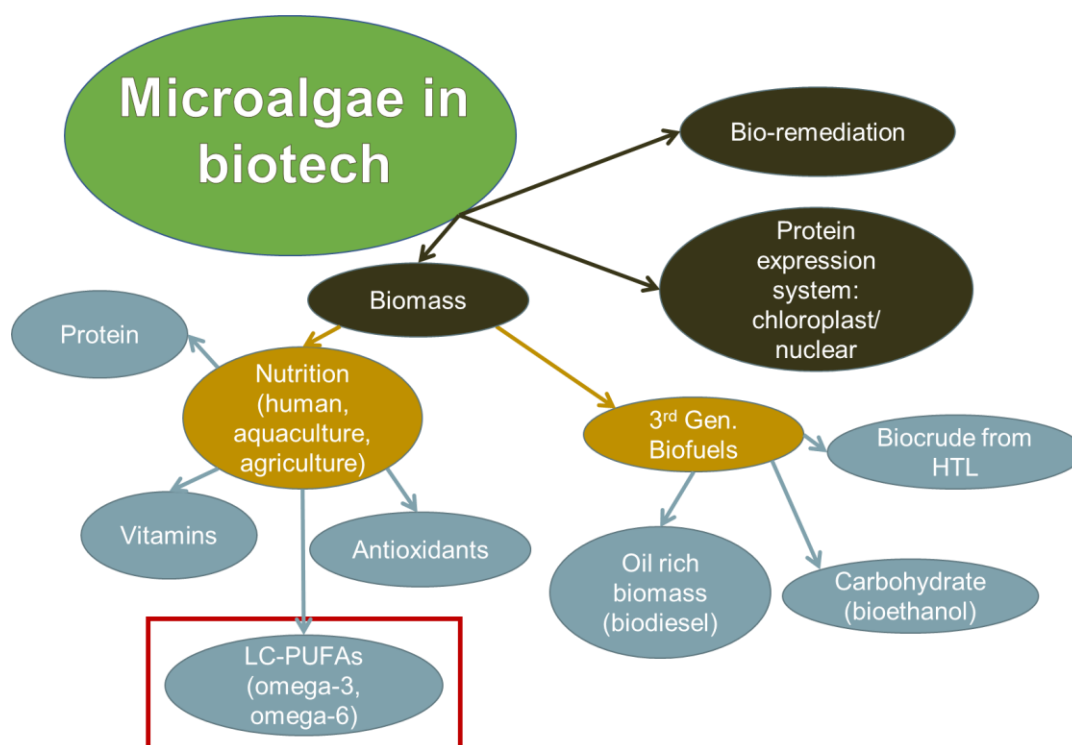 Microalgae in
biotech
Bio-remediation
Protein
expression
system:
chloroplast/
nuclear
Biomass
Protein
Nutrition
(human,
aquaculture,
agriculture)
3rd Gen.
Biofuels
Biocrude from
HTL
Vitamins
Antioxidants
Oil rich
biomass
(biodiesel)
Carbohydrate
(bioethanol)
LC-PUFAs
(omega-3,
omega-6)